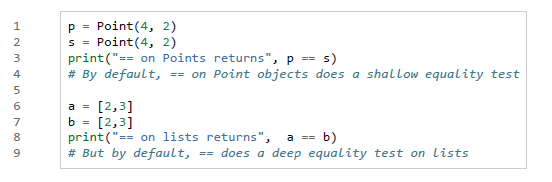 1 p = Point(4, 2)
2 s = Point(4, 2)
3 print("== on Points returns", p == s)
4 # By default, == on Point objects does a shallow equality test
5
6 a = [2,3]
7 b = [2,3]
8 print("== on lists returns",  a == b)
9 # But by default, == does a deep equality test on lists